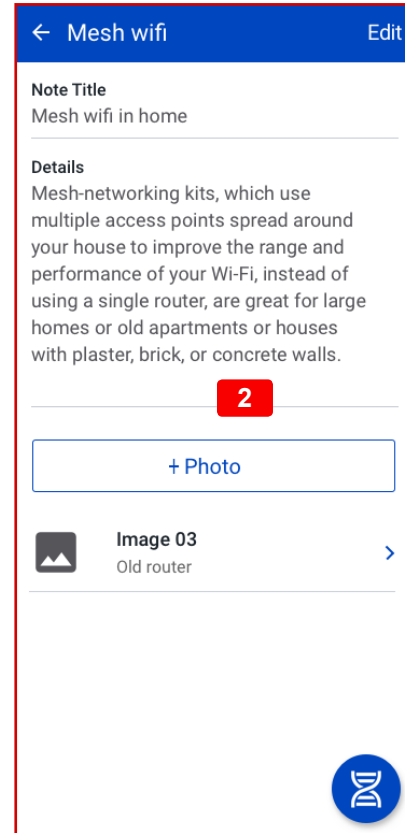 ← Mesh wifi Edit
Note Title
Mesh wifi in home
Details
Mesh-networking kits, which use
multiple access points spread around
your house to improve the range and
performance of your Wi-Fi, instead of
using a single router, are great for large
homes or old apartments or houses
with plaster, brick, or concrete walls.
2
+ Photo
Image 03
Old router